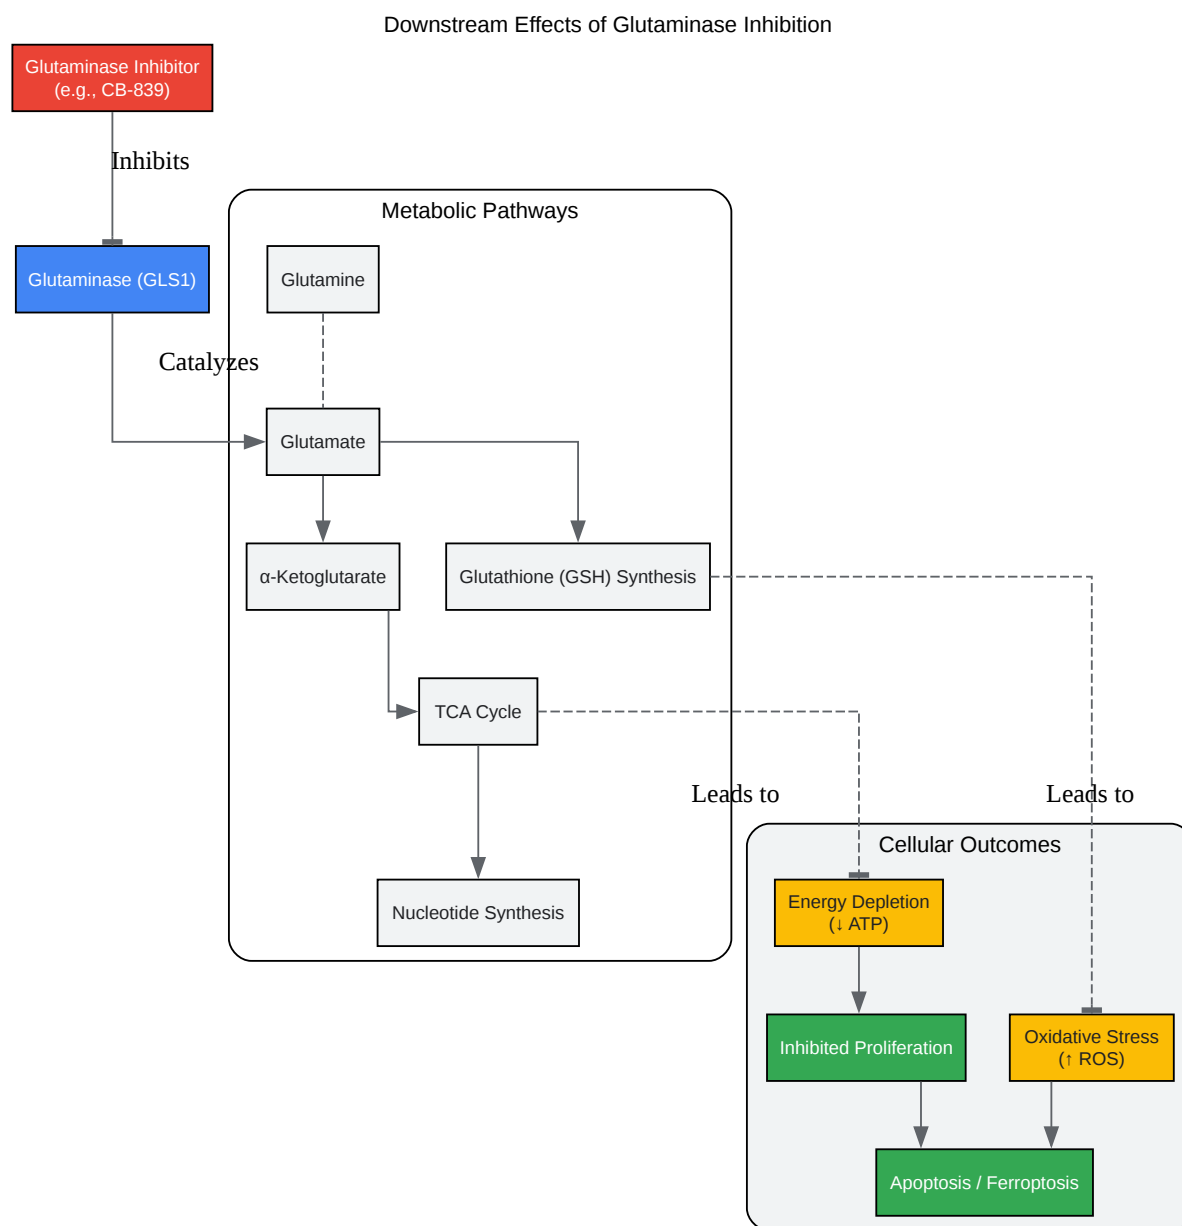 Downstream Effects of Glutaminase Inhibition
Glutaminase Inhibitor
(e.g., CB-839)
Inhibits
Metabolic Pathways
Glutaminase (GLS1)
Glutamine
Catalyzes
Glutamate
α-Ketoglutarate
Glutathione (GSH) Synthesis
TCA Cycle
Leads to
Leads to
Cellular Outcomes
Energy Depletion
(↓ ATP)
Nucleotide Synthesis
Inhibited Proliferation
Oxidative Stress
(↑ ROS)
Apoptosis / Ferroptosis